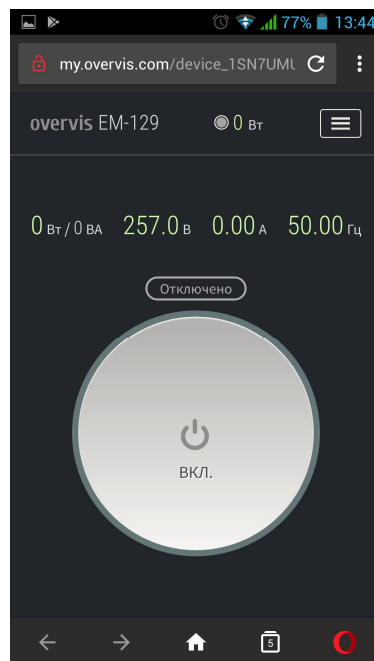 77% 13:44
my.overvis.com/device_1SN7UMU
overvis EM-129 0 Вт
0 Вт / 0 ВА 257.0 В 0.00 А 50.00 Гц
Отключено
ВКЛ.
5